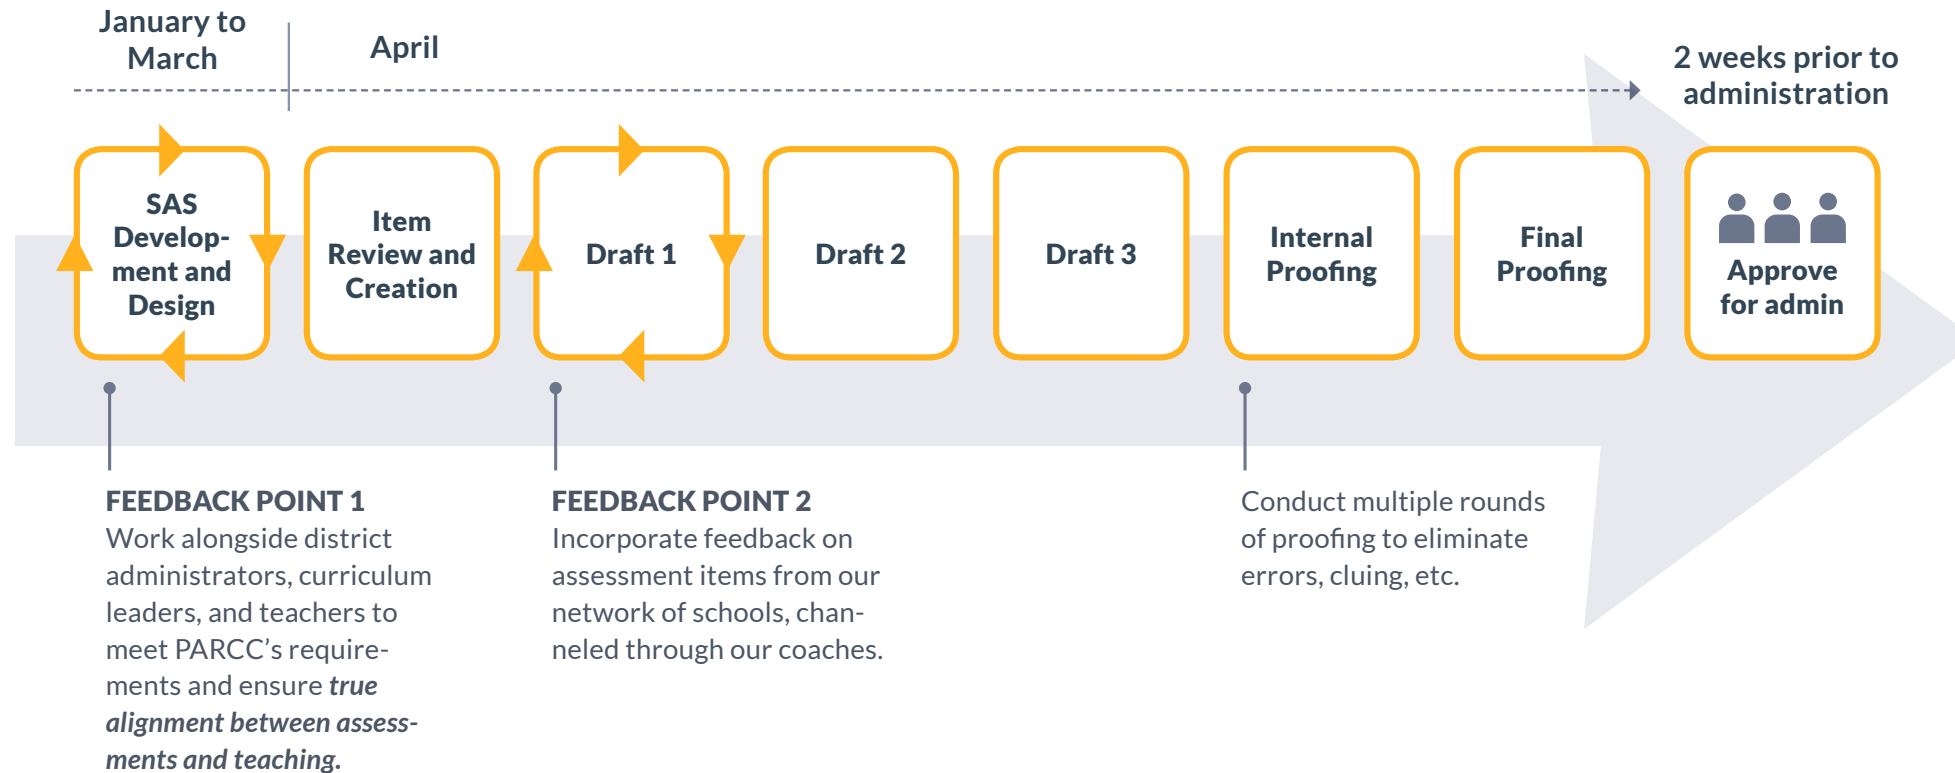 January to
March
April
2 weeks prior to
administration
SAS
Develop-
ment and
Design
Item
Review and
Creation
Draft 1
Draft 2
Draft 3
Internal
Proofing
Final
Proofing
Approve
for admin
FEEDBACK POINT 1
Work alongside district
administrators, curriculum
leaders, and teachers to
meet PARCC’s require-
ments and ensure true
alignment between assess-
ments and teaching.
FEEDBACK POINT 2
Incorporate feedback on
assessment items from our
network of schools, chan-
neled through our coaches.
Conduct multiple rounds
of proofing to eliminate
errors, cluing, etc.